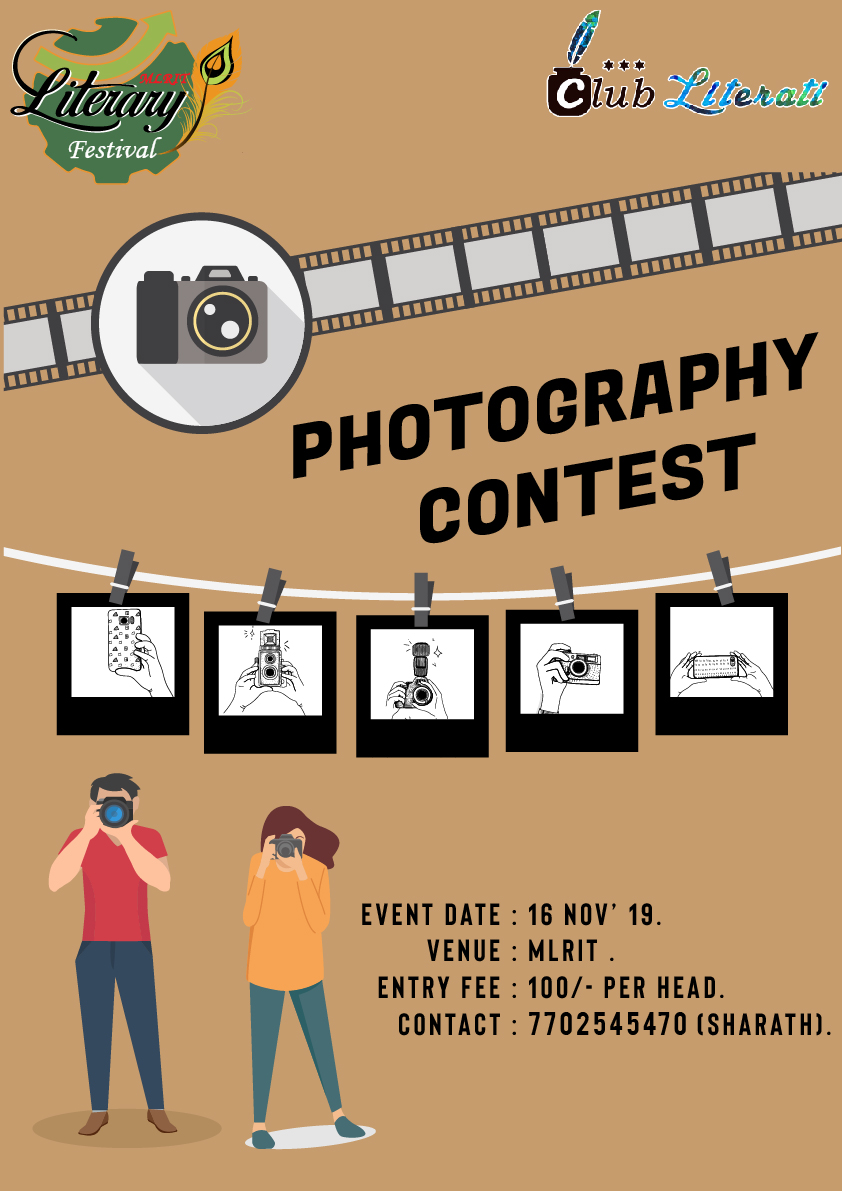 MLRIT
Literary
Festival
Club Literati
PHOTOGRAPHY
CONTEST
EVENT DATE : 16 NOV' 19.
VENUE : MLRIT .
ENTRY FEE : 100/- PER HEAD.
CONTACT : 7702545470 (SHARATH).